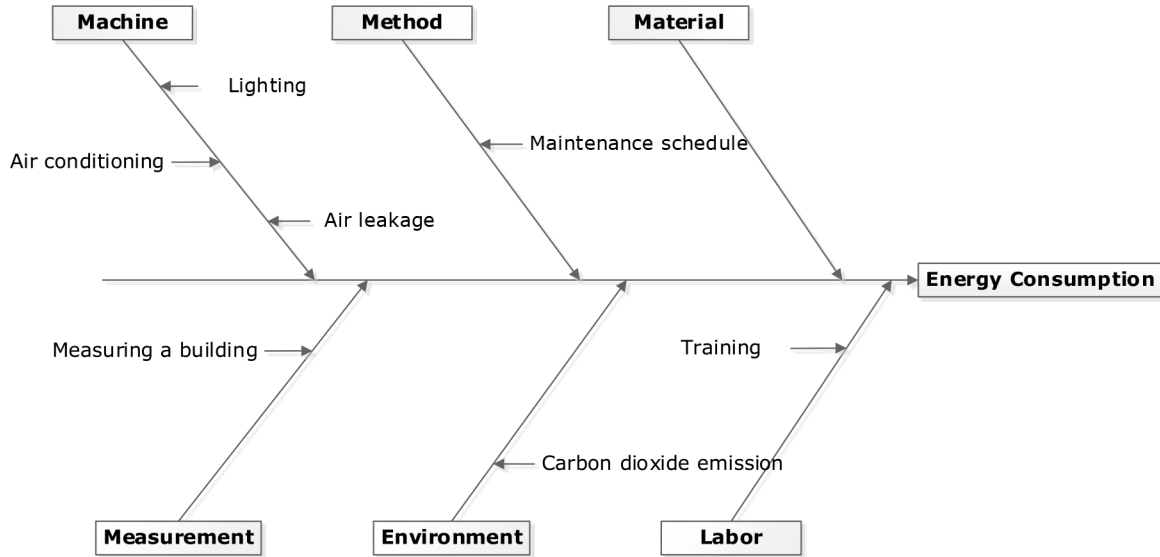 Machine
Method
Material
Lighting
Maintenance schedule
Air conditioning
Air leakage
Energy Consumption
Measuring a building
Training
Carbon dioxide emission
Measurement
Environment
Labor